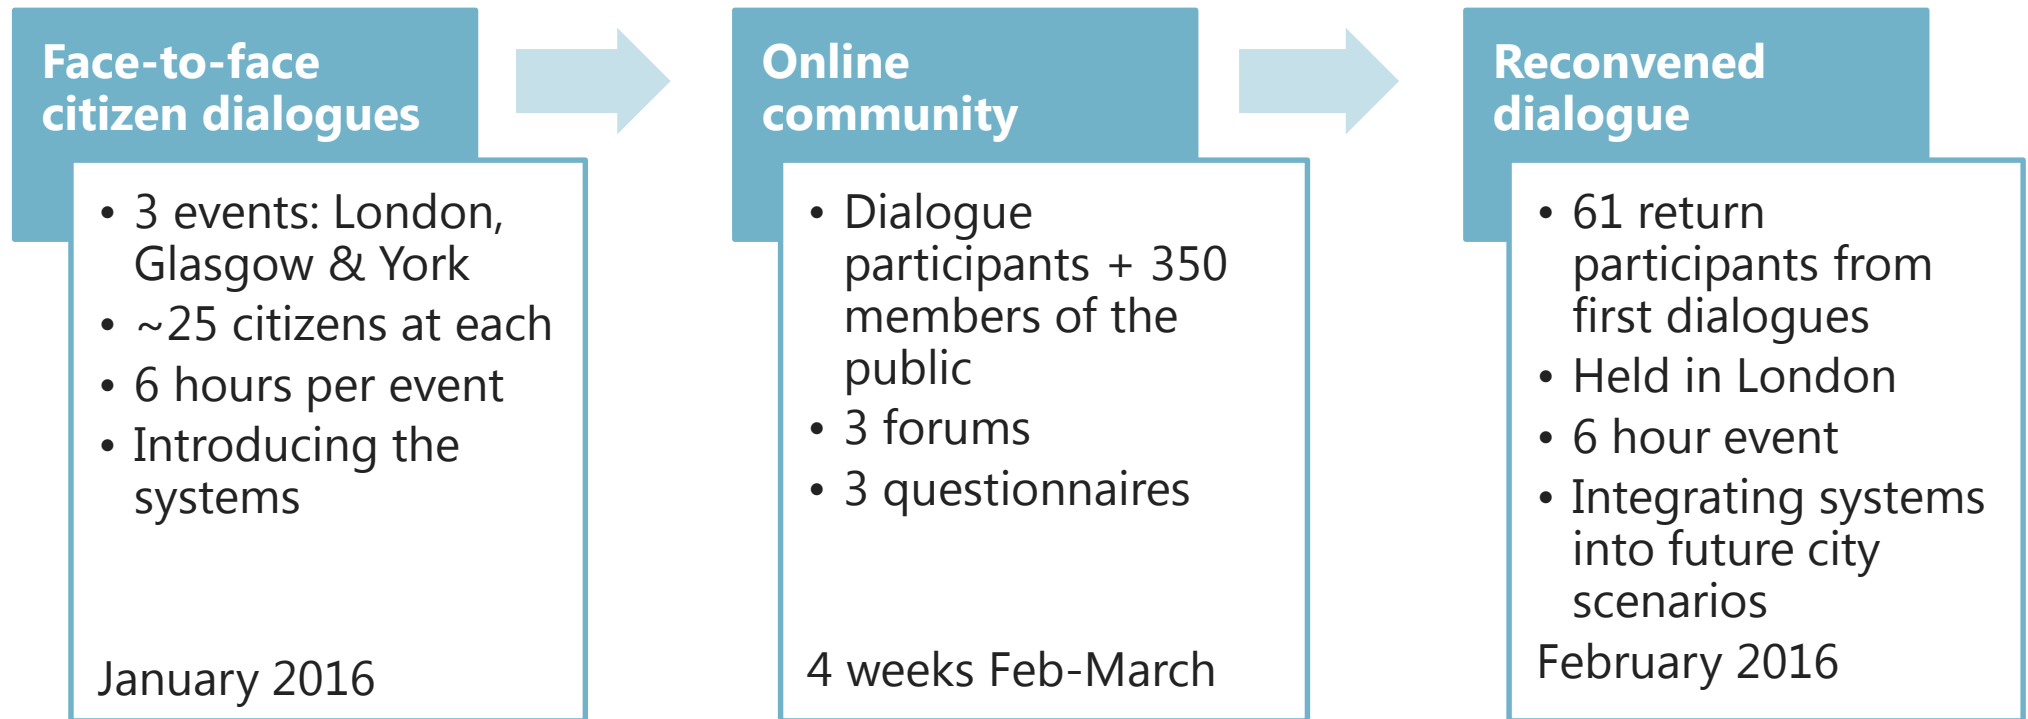 Face-to-face
citizen dialogues
• 3 events: London,
Glasgow & York
• ~25 citizens at each
• 6 hours per event
• Introducing the
systems
January 2016
Online
community
• Dialogue
participants + 350
members of the
public
• 3 forums
• 3 questionnaires
4 weeks Feb-March
Reconvened
dialogue
• 61 return
participants from
first dialogues
• Held in London
• 6 hour event
• Integrating systems
into future city
scenarios
February 2016